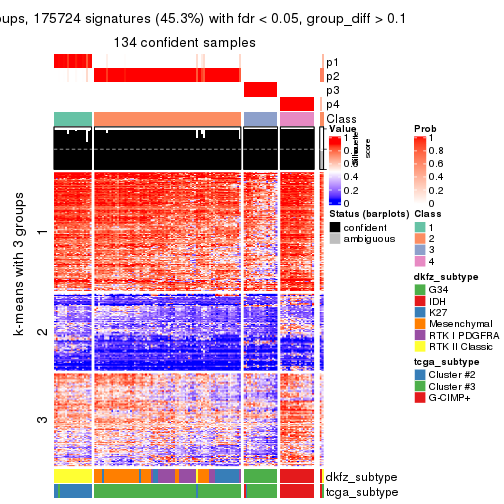 oups, 175724 signatures (45.3%) with fdr < 0.05, group_diff > 0.1
134 confident samples
p1
p2
p3
p4
Class
k-means with 3 groups
1
2
3
dkfz_subtype
tcga_subtype
Value
1
0.8
0.6
0.4
0.2
0
score
Status (barplots)
confident
ambiguous
Prob
1
0.8
0.6
0.4
0.2
0
Class
1
2
3
4
dkfz_subtype
G34
IDH
K27
Mesenchymal
RTK I PDGFRA
RTK II Classic
tcga_subtype
Cluster #2
Cluster #3
G-CIMP+